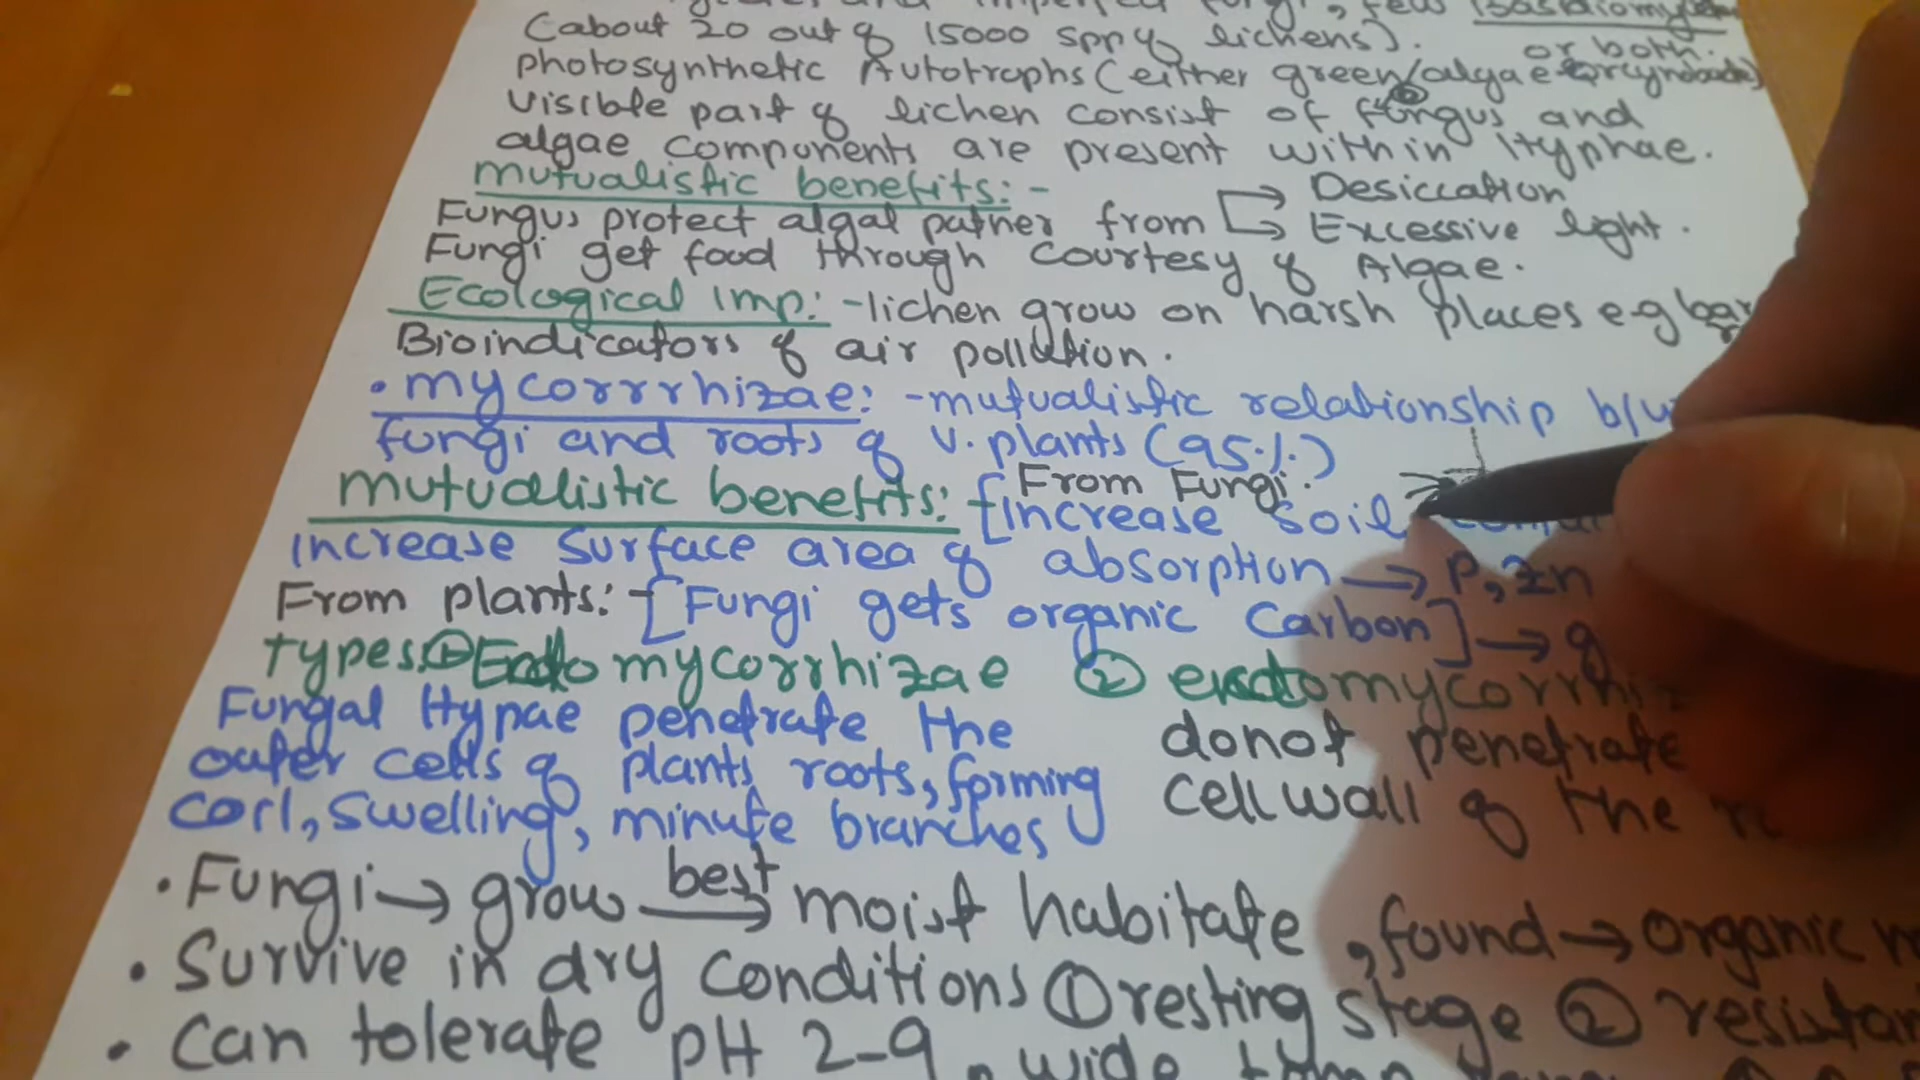 (about 20 out of 15000 spp of lichens).
or both.
photosynthetic Autotrophs (either green algae or
Visible part of lichen consist of fungus and
algae components are present within Hyphae.
mutualistic benefits:-
Fungus protect algal patner from → Desiccation
→ Excessive light.
Fungi get food through courtesy of Algae.
Ecological Imp:- lichen grow on harsh places e.g
Bioindicators of air pollution.
• mycorrrhizae:- mutualistic relationship b/w
fungi and roots of v. plants (95%)
From Fungi.
mutualistic benefits: [Increase Soil
increase surface area of absorption → P, Zn
From plants:- [Fungi gets organic Carbon] → g
Types ① Endomycorrhizae ②
Fungal Hypae penetrate the
outer cells of plants roots, forming
corl, swelling, minute branches
donot penetrate
cell wall of the
• Fungi → grow best → moist habitate, found → organic
• Survive in dry conditions ① resting stage ②
• Can tolerate pH 2-9, wide